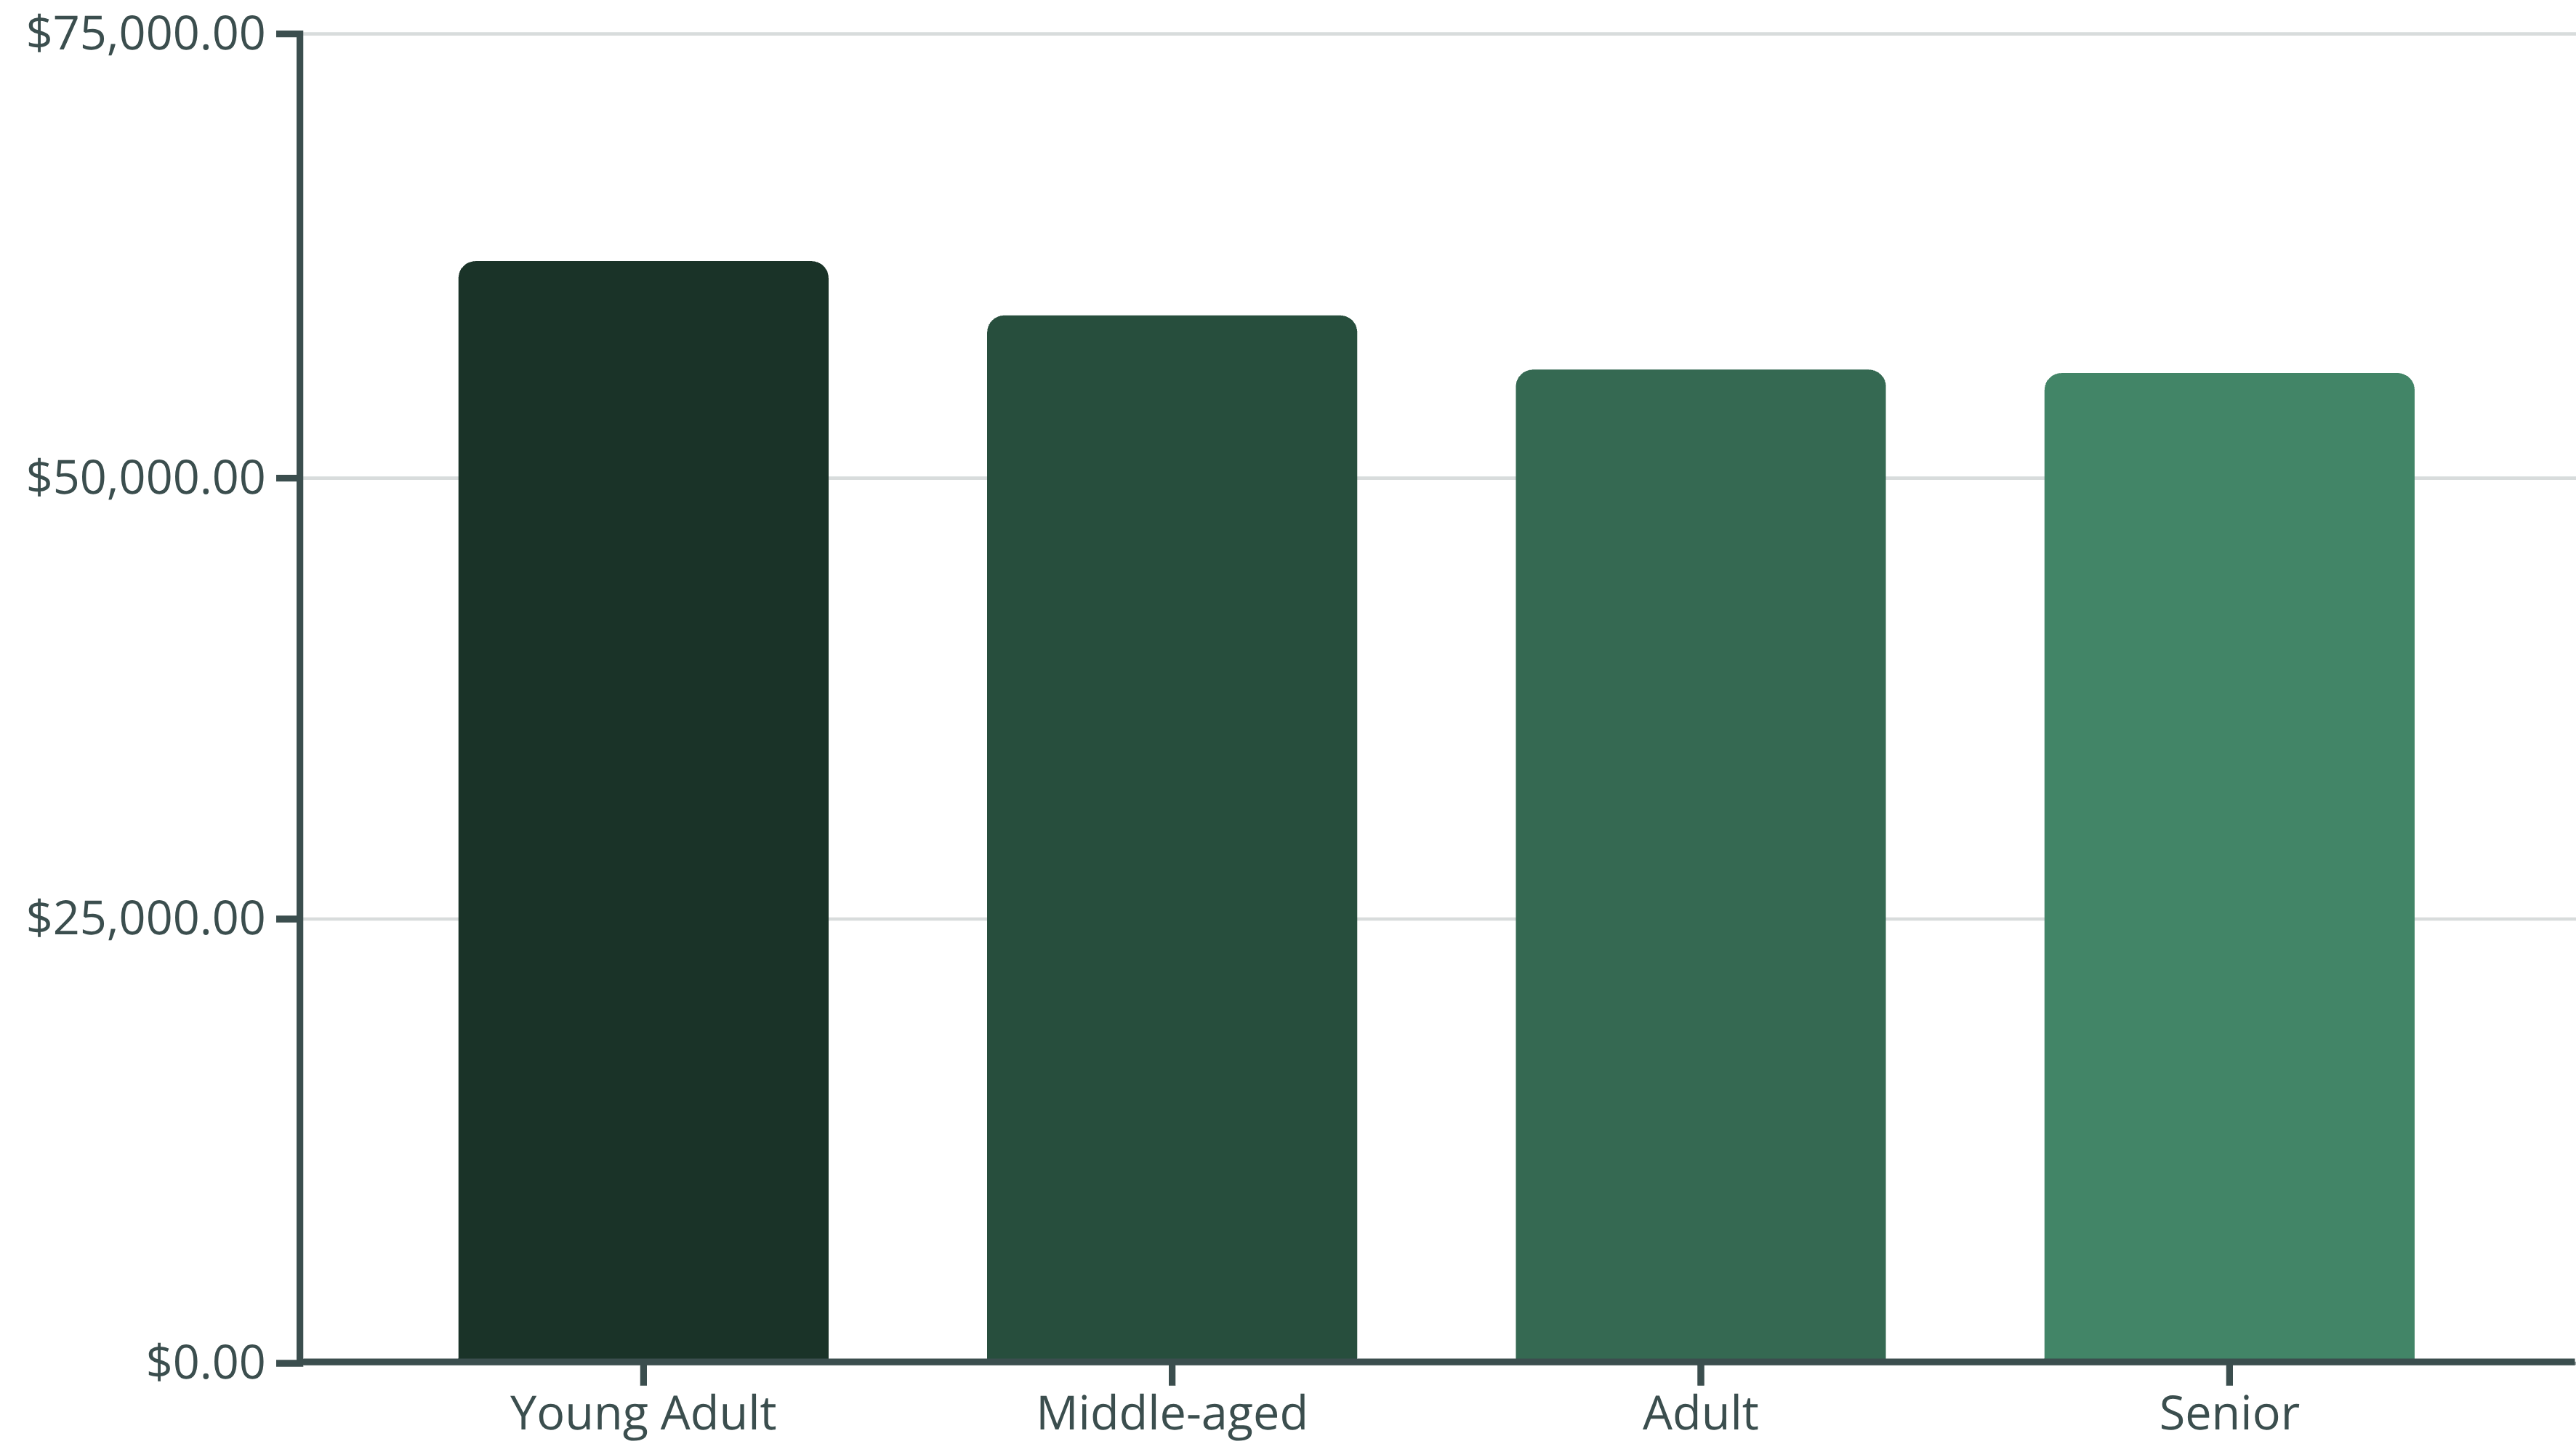 $75,000.00
$50,000.00
$25,000.00
$0.00
Young Adult
Middle-aged
Adult
Senior